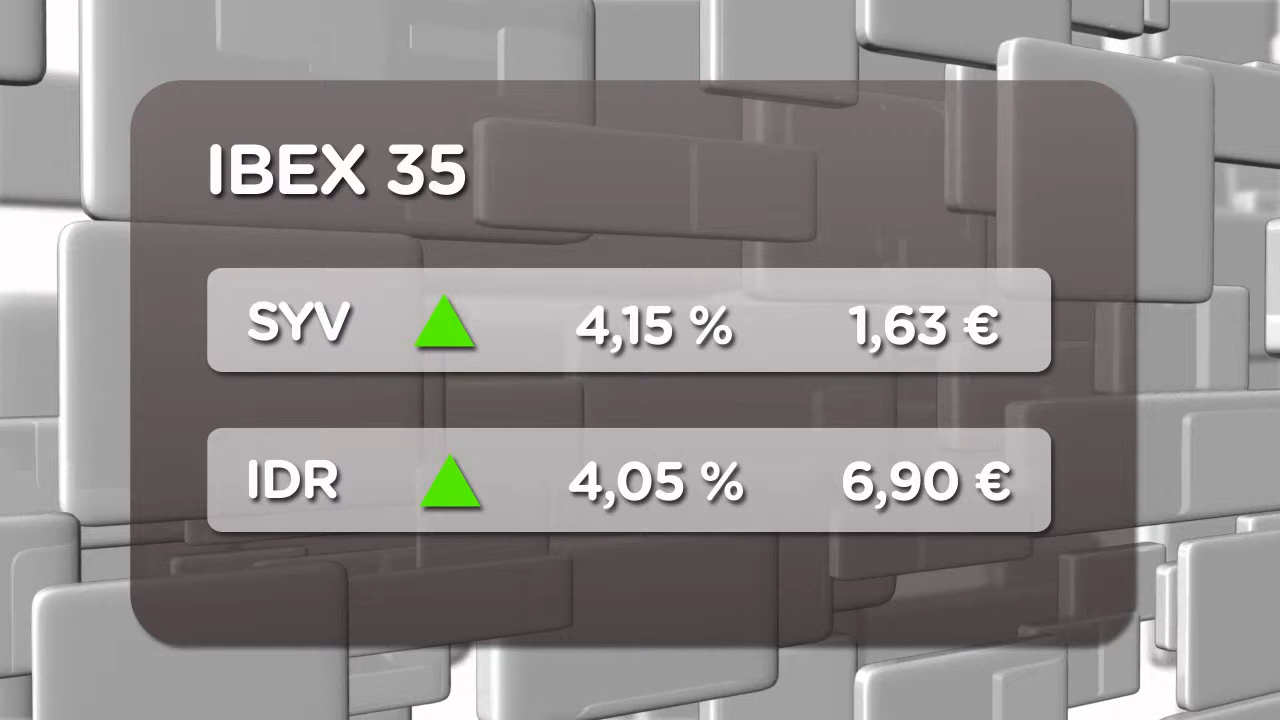 IBEX 35
SYV 4,15 % 1,63 €
IDR 4,05 % 6,90 €